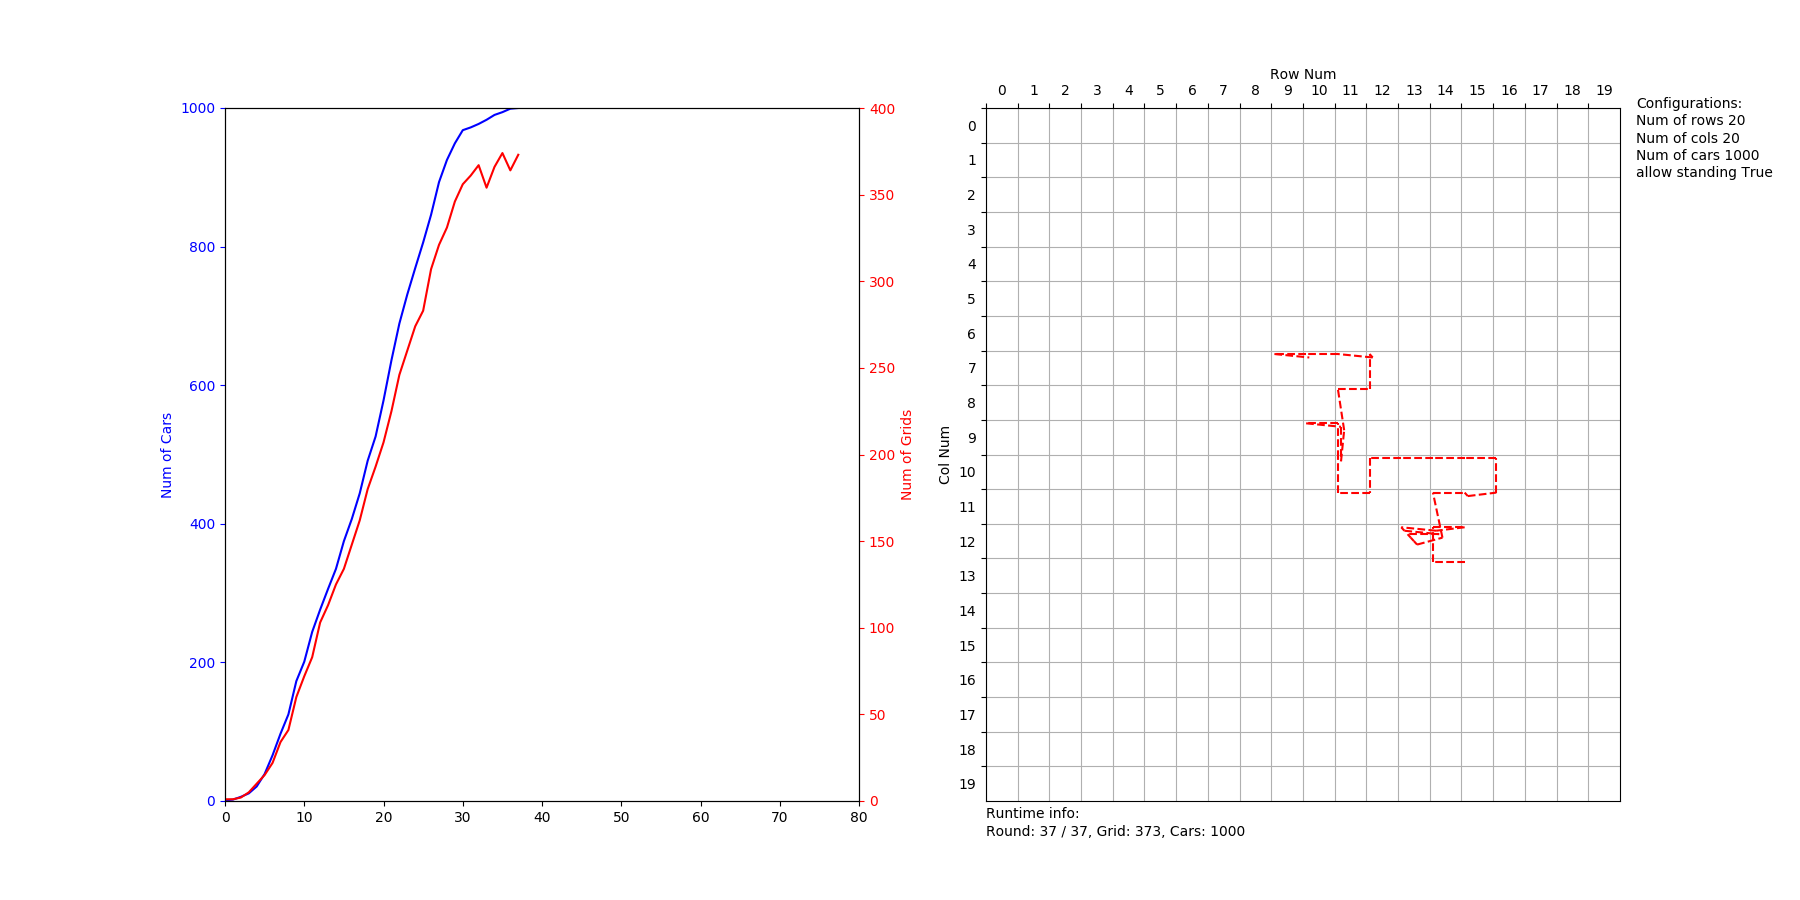 Row Num
0 1 2 3 4 5 6 7 8 9 10 11 12 13 14 15 16 17 18 19
Configurations:
Num of rows 20
Num of cols 20
Num of cars 1000
allow standing True
1000
800
600
400
200
0
Num of Cars
0 10 20 30 40 50 60 70 80
400
350
300
250
200
150
100
50
0
Num of Grids
Col Num
0
1
2
3
4
5
6
7
8
9
10
11
12
13
14
15
16
17
18
19
Runtime info:
Round: 37 / 37, Grid: 373, Cars: 1000